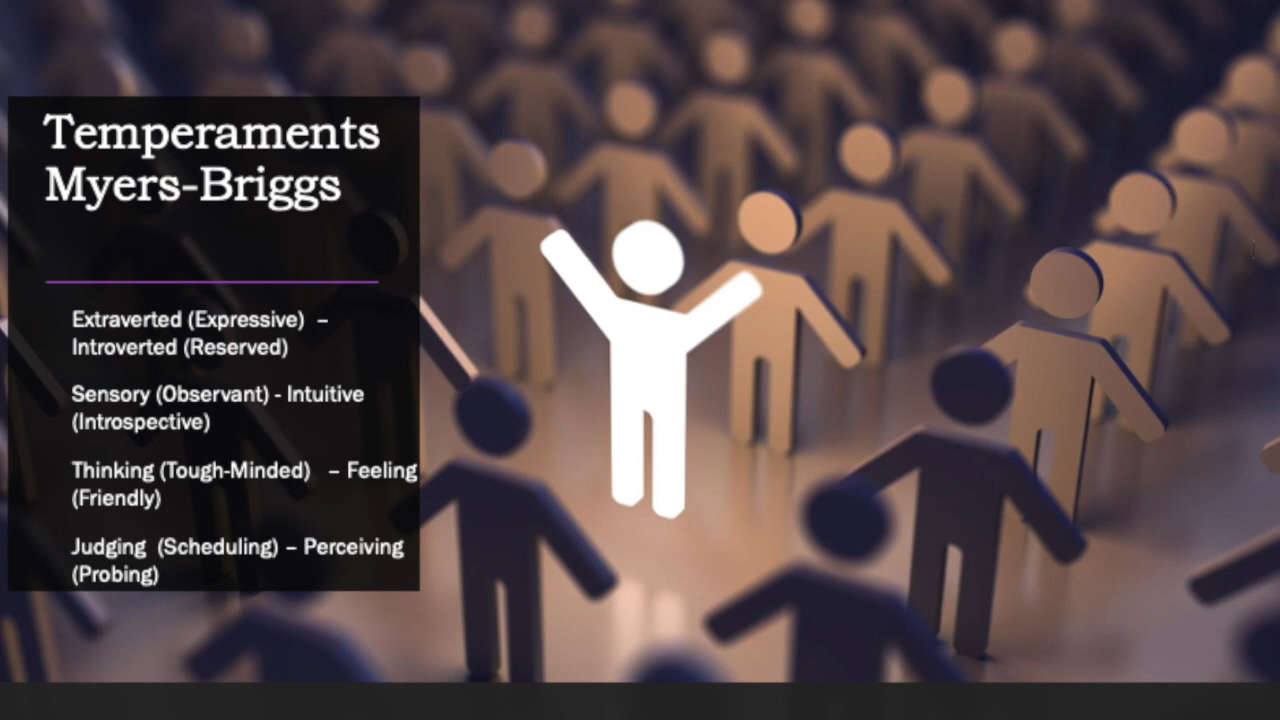 Temperaments
Myers-Briggs
Extraverted (Expressive) –
Introverted (Reserved)
Sensory (Observant) - Intuitive
(Introspective)
Thinking (Tough-Minded) – Feeling
(Friendly)
Judging (Scheduling) – Perceiving
(Probing)